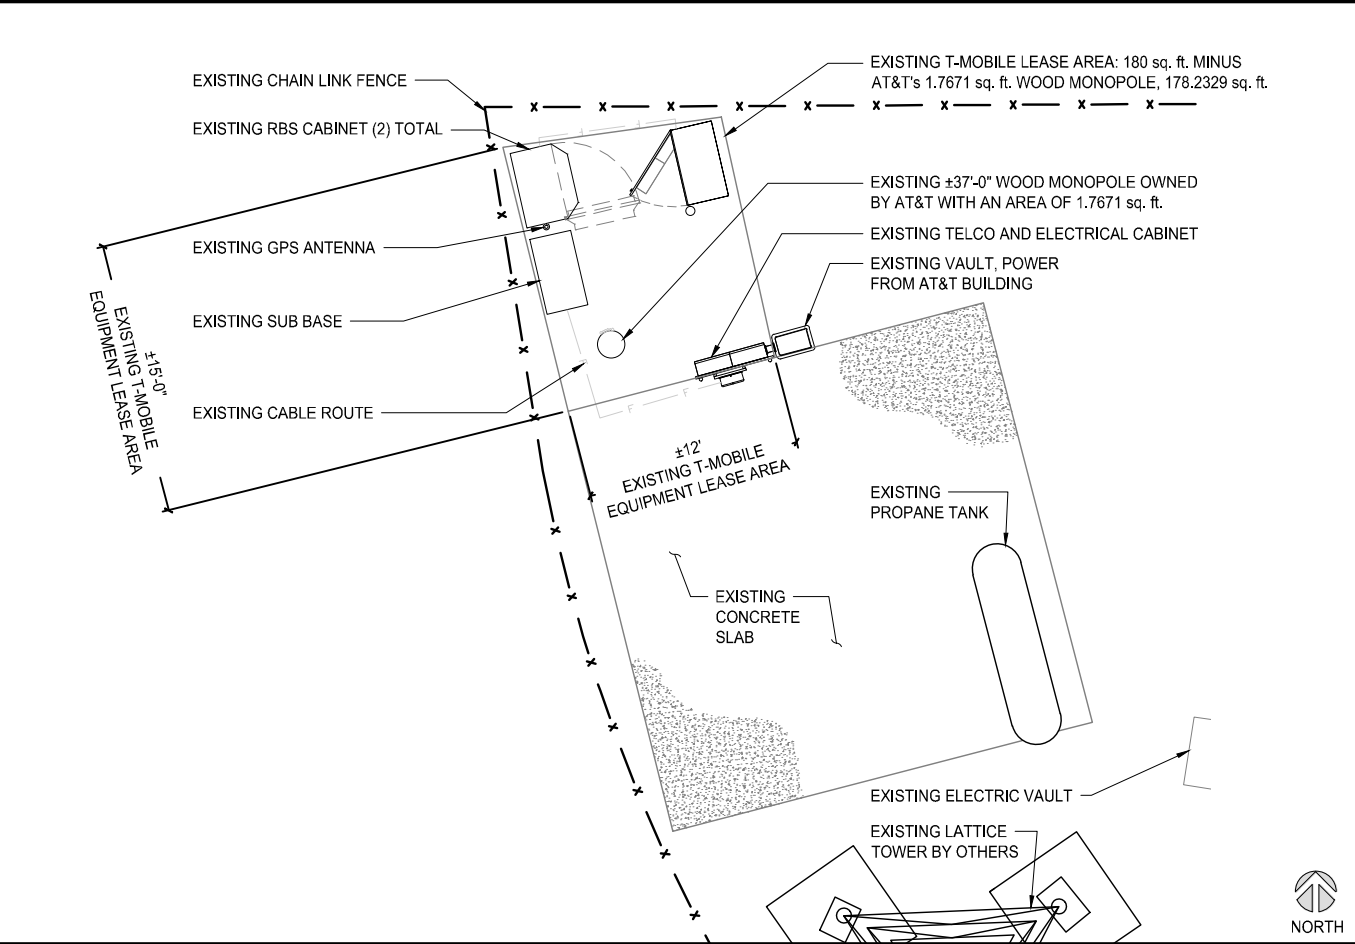 EXISTING CHAIN LINK FENCE
EXISTING RBS CABINET (2) TOTAL
EXISTING GPS ANTENNA
EXISTING SUB BASE
EXISTING CABLE ROUTE
±15'-0"
EXISTING T-MOBILE
EQUIPMENT LEASE AREA
EXISTING T-MOBILE LEASE AREA: 180 sq. ft. MINUS
AT&T's 1.7671 sq. ft. WOOD MONOPOLE, 178.2329 sq. ft.
EXISTING ±37'-0" WOOD MONOPOLE OWNED
BY AT&T WITH AN AREA OF 1.7671 sq. ft.
EXISTING TELCO AND ELECTRICAL CABINET
EXISTING VAULT, POWER
FROM AT&T BUILDING
F F
±12'
EXISTING T-MOBILE
EQUIPMENT LEASE AREA
EXISTING
PROPANE TANK
EXISTING
CONCRETE
SLAB
EXISTING ELECTRIC VAULT
EXISTING LATTICE
TOWER BY OTHERS
NORTH